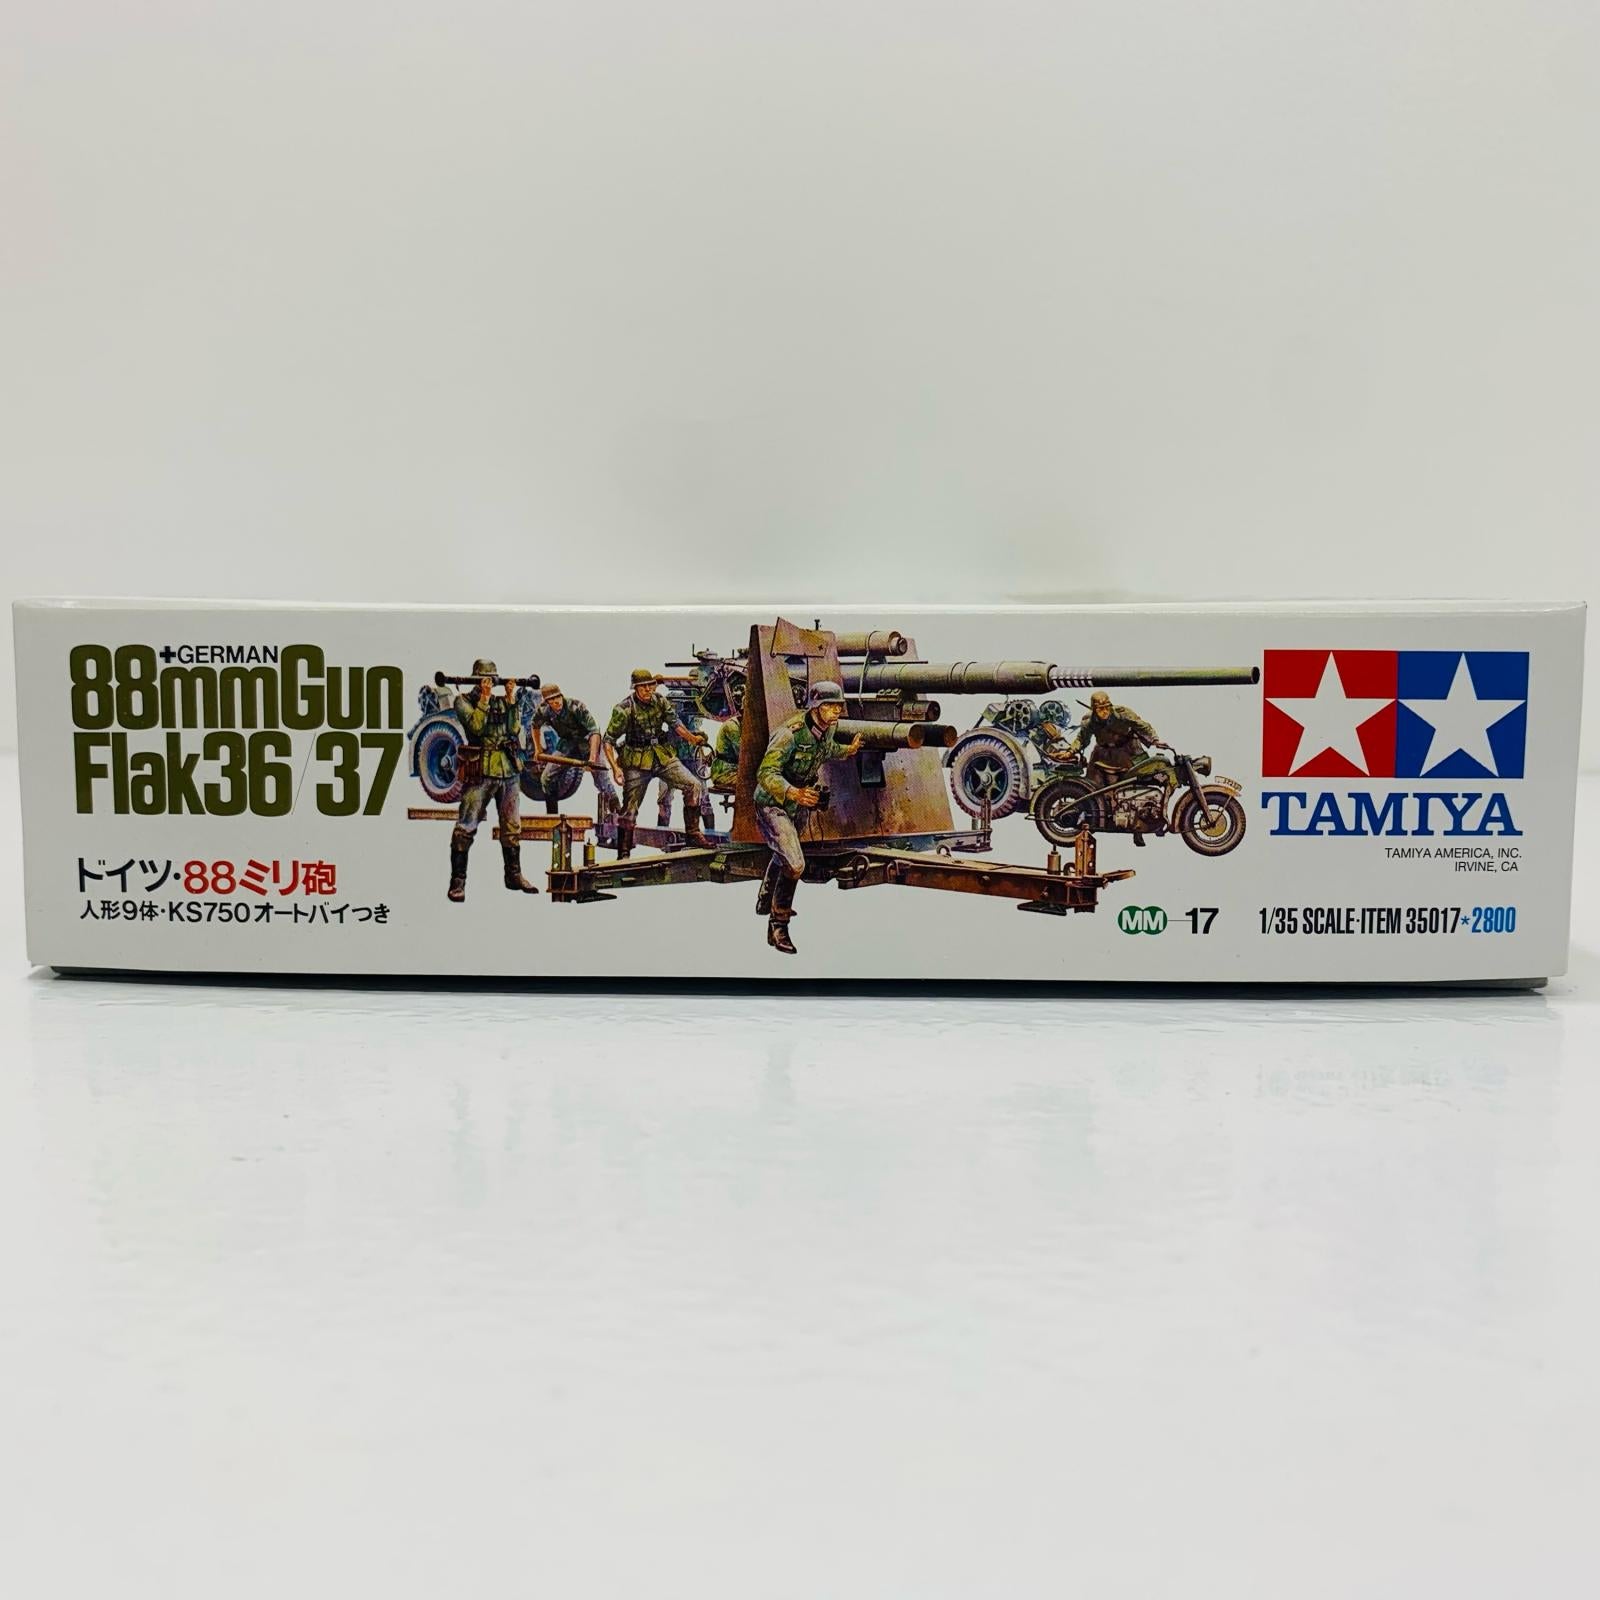 GERMAN
88mmGun
Flak36/37
ドイツ・88ミリ砲
人形9体・KS750オートバイつき
TAMIYA
TAMIYA AMERICA, INC.
IRVINE, CA
MM 17
1/35 SCALE・ITEM 35017*2800